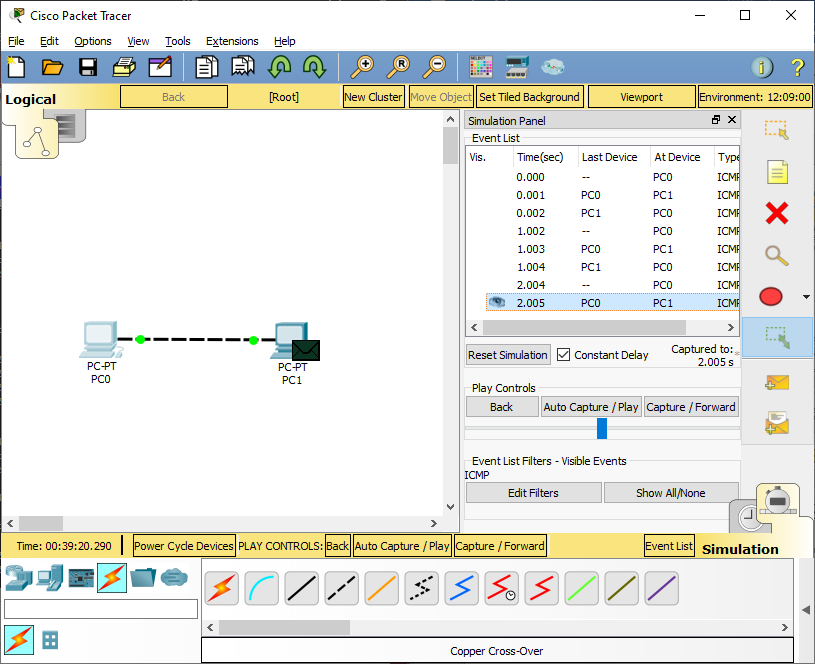 Cisco Packet Tracer
File Edit Options View Tools Extensions Help
Logical Back [Root] New Cluster Move Object Set Tiled Background Viewport Environment: 12:09:00
Simulation Panel
Event List
Vis. Time(sec) Last Device At Device Type
0.000 -- PC0 ICMP
0.001 PC0 PC1 ICMP
0.002 PC1 PC0 ICMP
1.002 -- PC0 ICMP
1.003 PC0 PC1 ICMP
1.004 PC1 PC0 ICMP
2.004 -- PC0 ICMP
2.005 PC0 PC1 ICMP
PC-PT
PC0
PC-PT
PC1
Reset Simulation Constant Delay Captured to:
2.005 s
Play Controls
Back Auto Capture / Play Capture / Forward
Event List Filters - Visible Events
ICMP
Edit Filters Show All/None
Time: 00:39:20.290 Power Cycle Devices PLAY CONTROLS: Back Auto Capture / Play Capture / Forward Event List Simulation
Copper Cross-Over